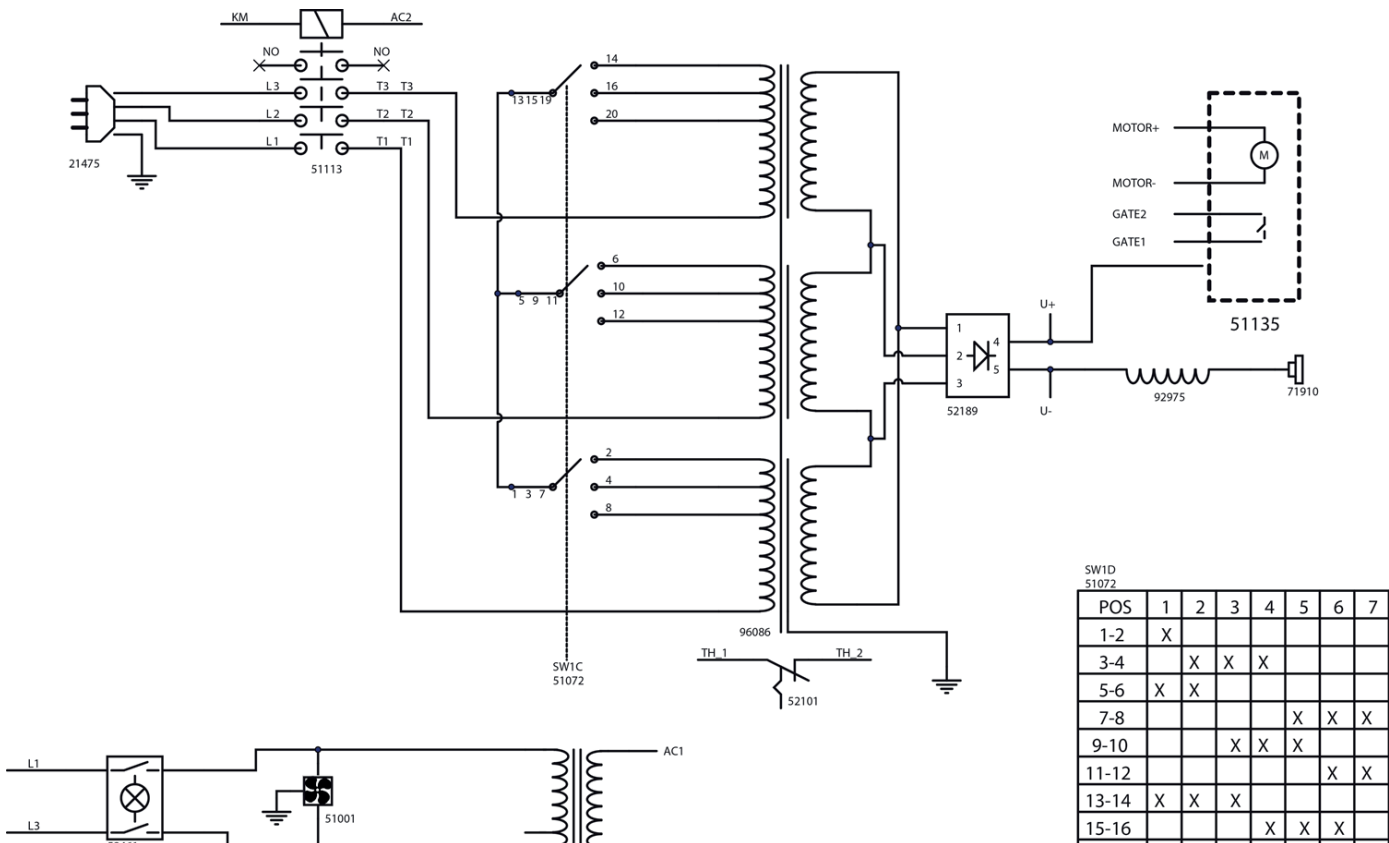 KM AC2
NO NO
L3 T3 T3
L2 T2 T2
L1 T1 T1
21475
51113
14
13 15 19 16
20
6
5 9 11 10
12
2
1 3 7 4
8
MOTOR+
M
MOTOR-
GATE2
GATE1
51135
U+
1
4
2
5
3
52189
U-
92975
71910
96086
TH_1 TH_2
52101
SW1C
51072
SW1D
51072
POS 1 2 3 4 5 6 7
1-2 X
3-4 X X X
5-6 X X
7-8 X X X
9-10 X X X
11-12 X X
13-14 X X X
15-16 X X X
L1
AC1
51001
L3